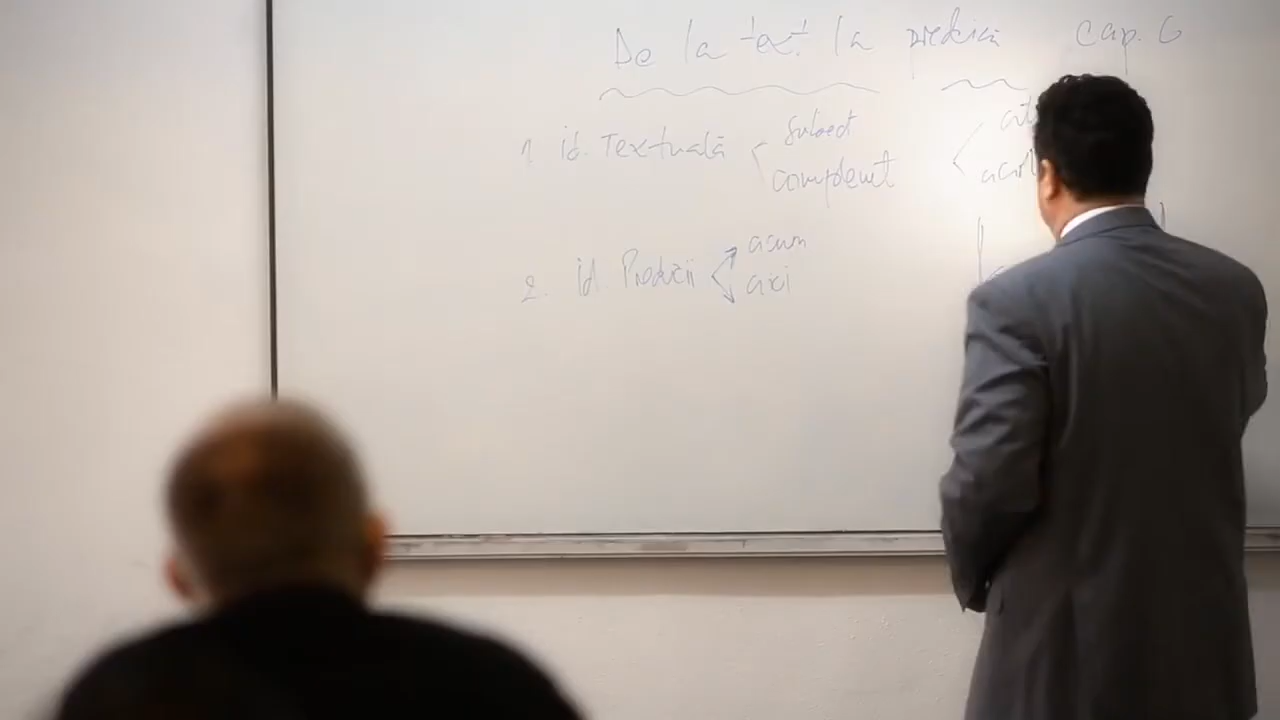 De la text la predică cap. 6
1. id. Textuală < subiect
complement
2. id. Predicii < acum
aici